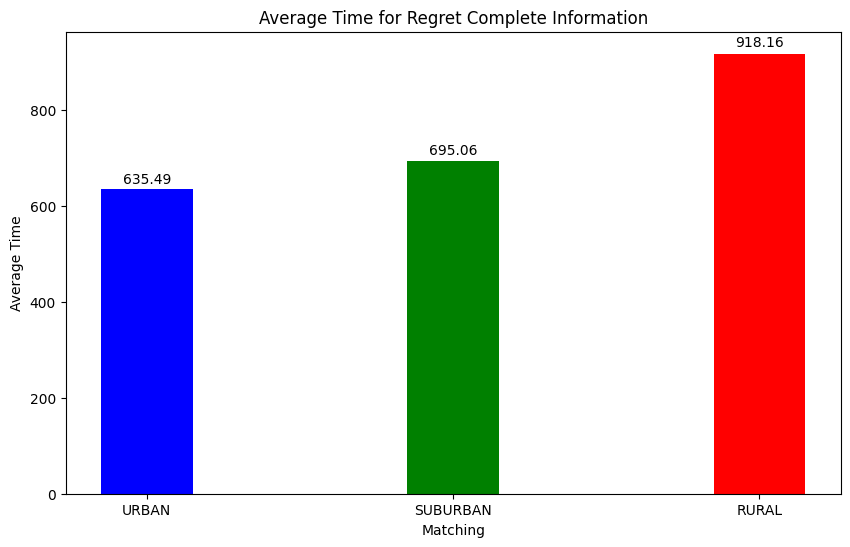 Average Time for Regret Complete Information
918.16
695.06
635.49
800
600
400
200
0
Average Time
URBAN
SUBURBAN
RURAL
Matching